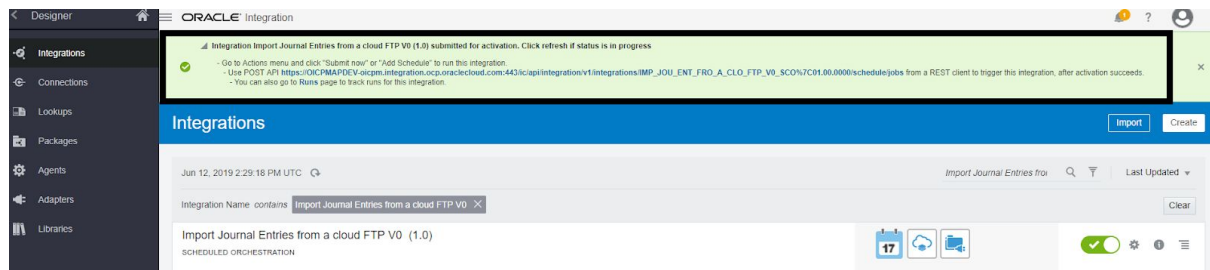 Designer
ORACLE Integration
?
Integration Import Journal Entries from a cloud FTP V0 (1.0) submitted for activation. Click refresh if status is in progress
- Go to Actions menu and click "Submit now" or "Add Schedule" to run this integration.
- Use POST API https://OICPMAPDEV-oicpm.integration.ocp.oraclecloud.com:443/ic/api/integration/v1/integrations/IMP_JOU_ENT_FRO_A_CLO_FTP_V0_SCO%7C01.00.0000/schedule/jobs from a REST client to trigger this integration, after activation succeeds.
- You can also go to Runs page to track runs for this integration.
Integrations
Connections
Lookups
Packages
Agents
Adapters
Libraries
Integrations
Import
Create
Jun 12, 2019 2:29:18 PM UTC
Import Journal Entries fro
Last Updated
Integration Name contains Import Journal Entries from a cloud FTP V0
Clear
Import Journal Entries from a cloud FTP V0 (1.0)
SCHEDULED ORCHESTRATION
17